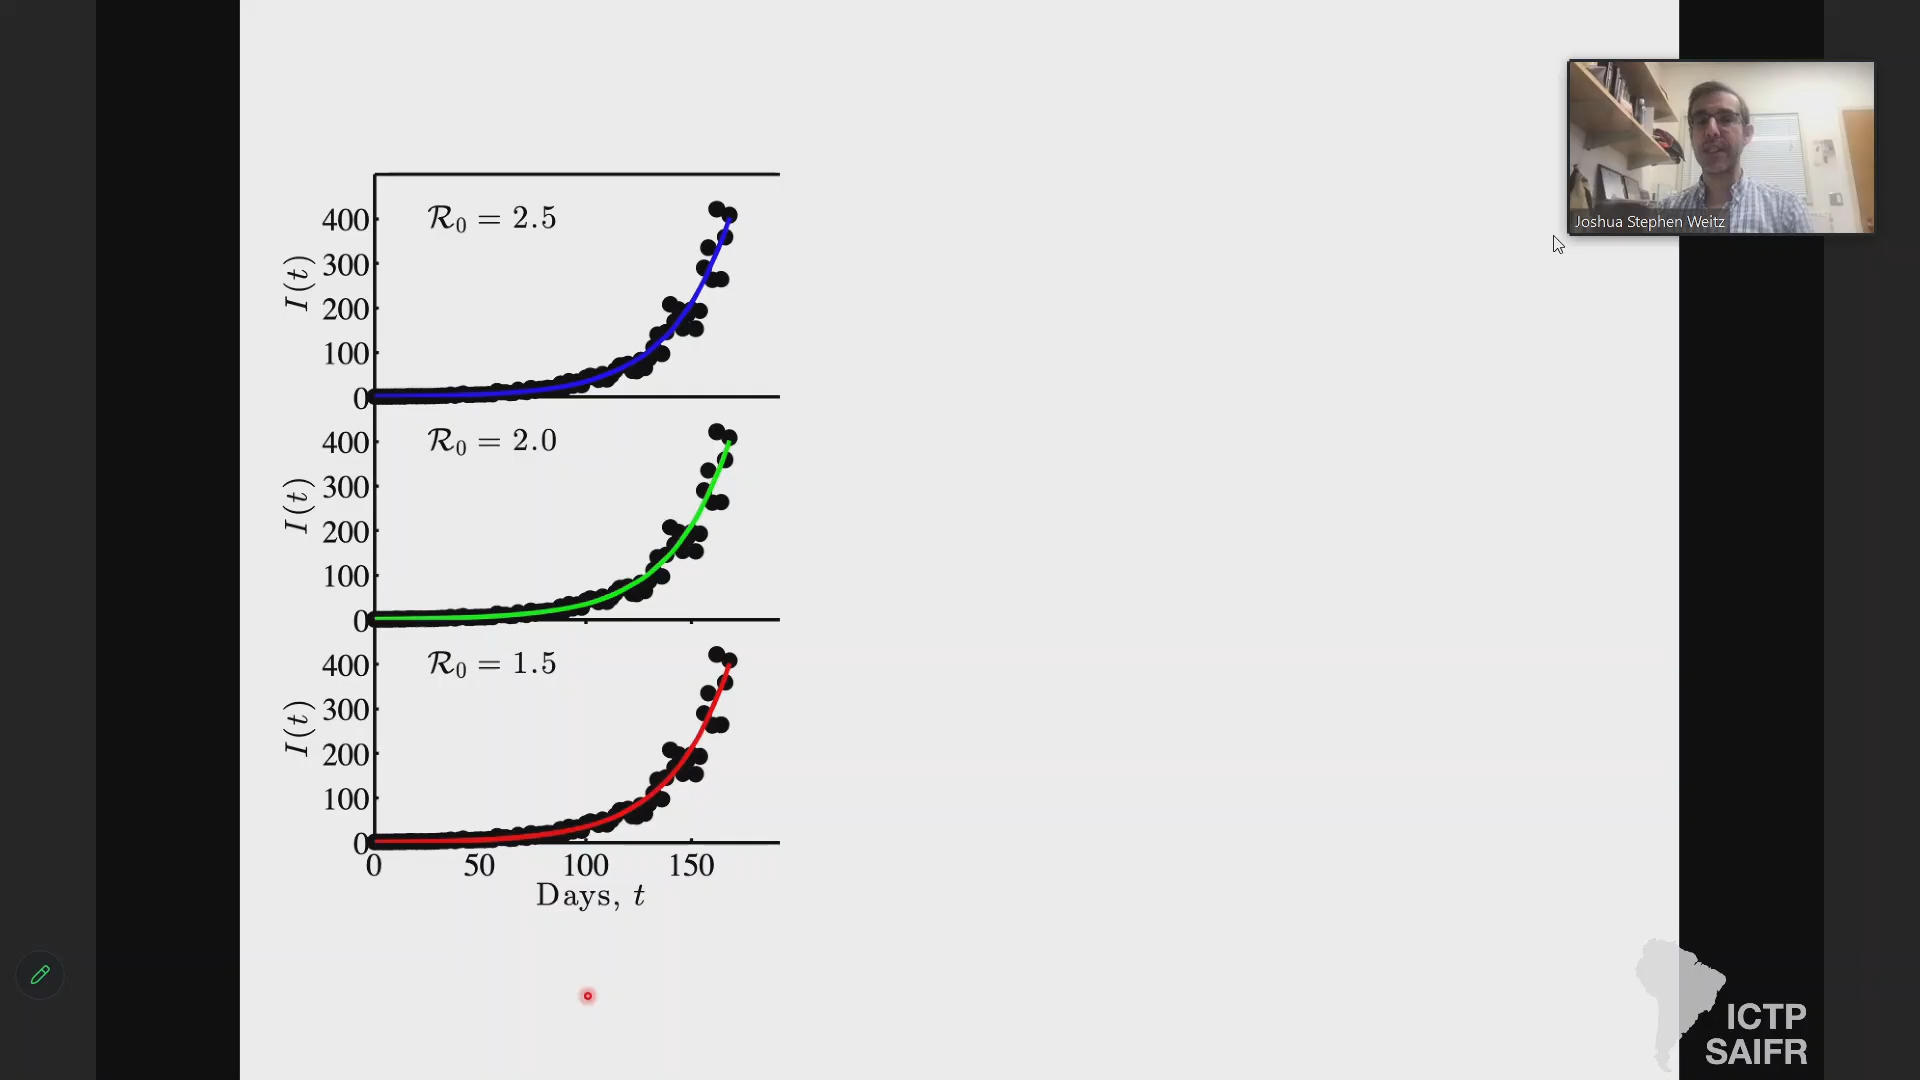 R₀ = 2.5
I(t)
400
300
200
100
0
R₀ = 2.0
I(t)
400
300
200
100
0
R₀ = 1.5
I(t)
400
300
200
100
0
0 50 100 150
Days, t
Joshua Stephen Weitz
ICTP
SAIFR